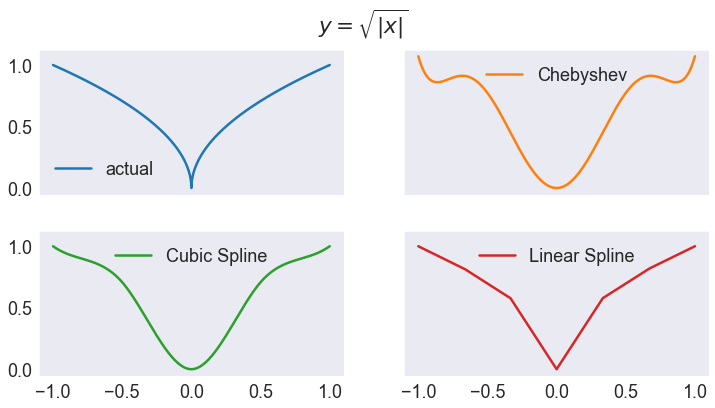 y = √|x|
1.0
0.5
0.0
actual
Chebyshev
1.0
0.5
0.0
Cubic Spline
Linear Spline
−1.0 −0.5 0.0 0.5 1.0 −1.0 −0.5 0.0 0.5 1.0